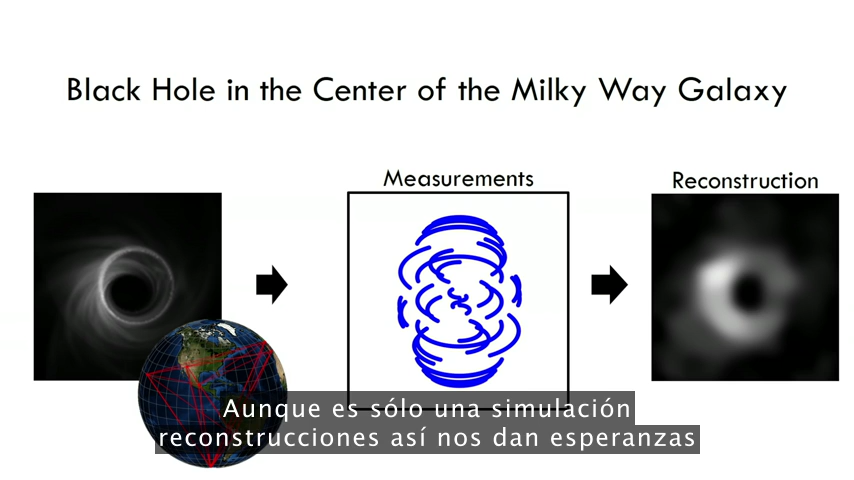 Black Hole in the Center of the Milky Way Galaxy
Measurements
Reconstruction
Aunque es sólo una simulación
reconstrucciones así nos dan esperanzas